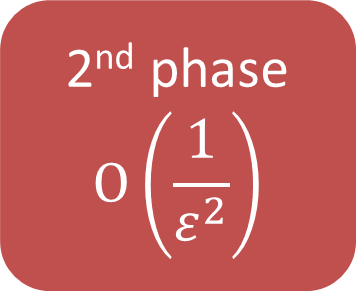 2nd phase
O(1/ε²)